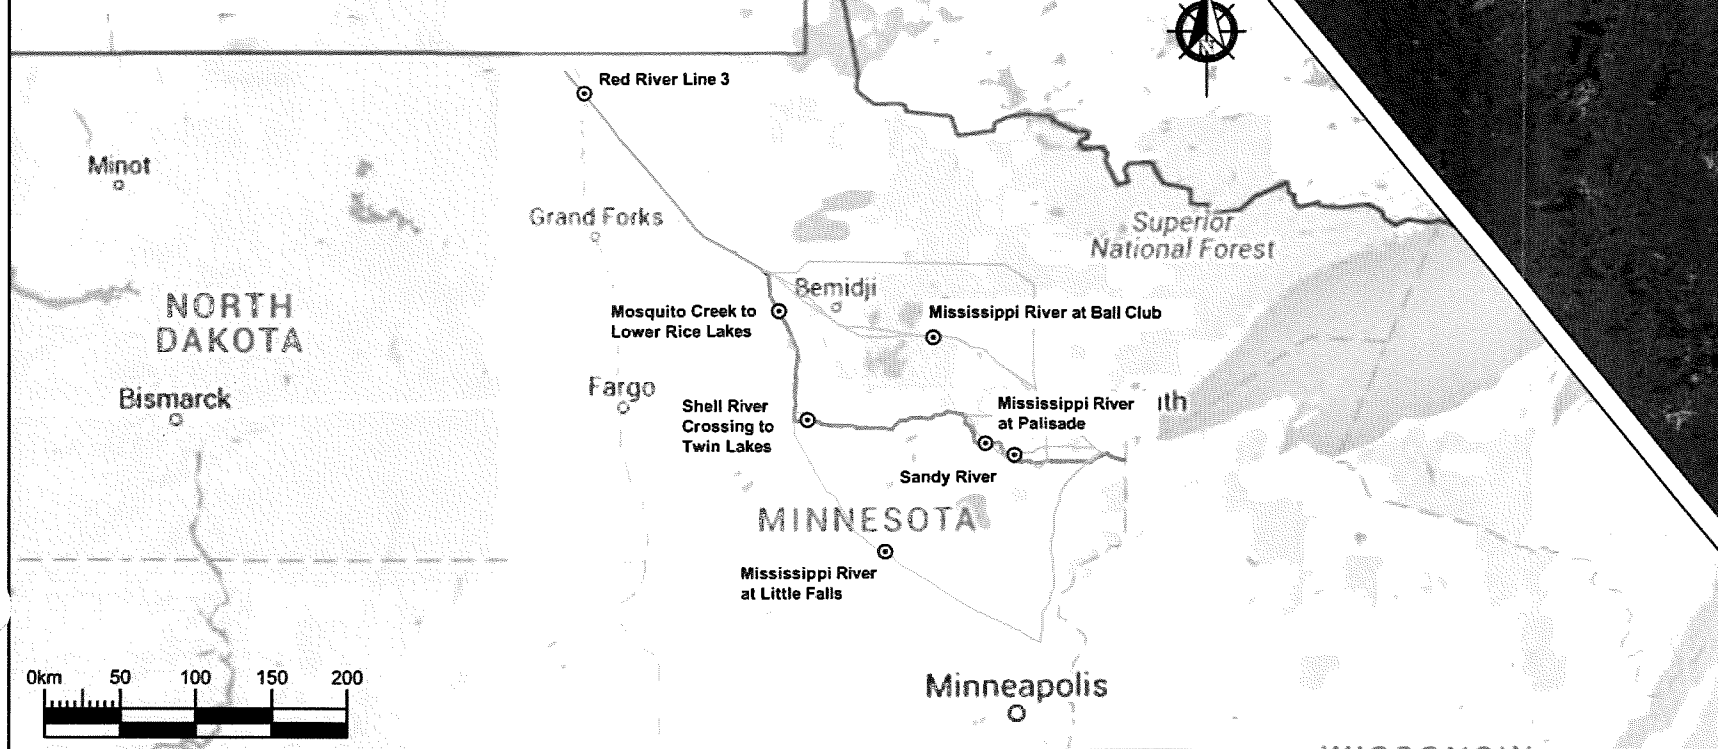 N
Red River Line 3
Minot
Grand Forks
Superior
National Forest
Bemidji
NORTH
DAKOTA
Mosquito Creek to
Lower Rice Lakes
Mississippi River at Ball Club
Bismarck
Fargo
Shell River
Crossing to
Twin Lakes
Mississippi River
at Palisade
uth
Sandy River
MINNESOTA
Mississippi River
at Little Falls
0km 50 100 150 200
Minneapolis